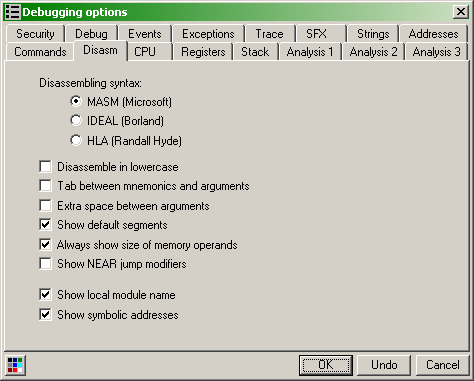 Debugging options
Security Debug Events Exceptions Trace SFX Strings Addresses
Commands Disasm CPU Registers Stack Analysis 1 Analysis 2 Analysis 3
Disassembling syntax:
MASM (Microsoft)
IDEAL (Borland)
HLA (Randall Hyde)
Disassemble in lowercase
Tab between mnemonics and arguments
Extra space between arguments
Show default segments
Always show size of memory operands
Show NEAR jump modifiers
Show local module name
Show symbolic addresses
OK Undo Cancel